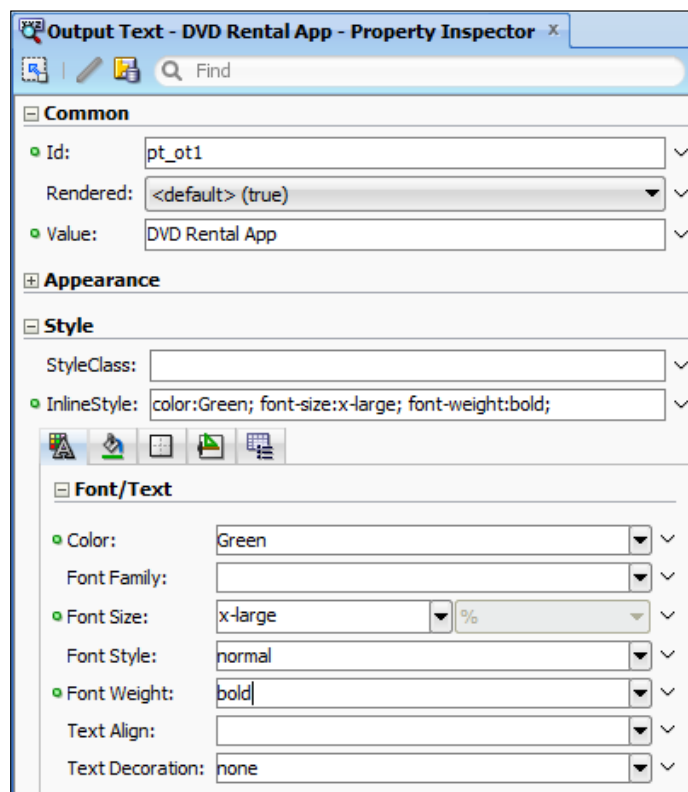 Output Text - DVD Rental App - Property Inspector x
Find
Common
Id: pt_ot1
Rendered: <default> (true)
Value: DVD Rental App
Appearance
Style
StyleClass:
InlineStyle: color:Green; font-size:x-large; font-weight:bold;
Font/Text
Color: Green
Font Family:
Font Size: x-large %
Font Style: normal
Font Weight: bold
Text Align:
Text Decoration: none